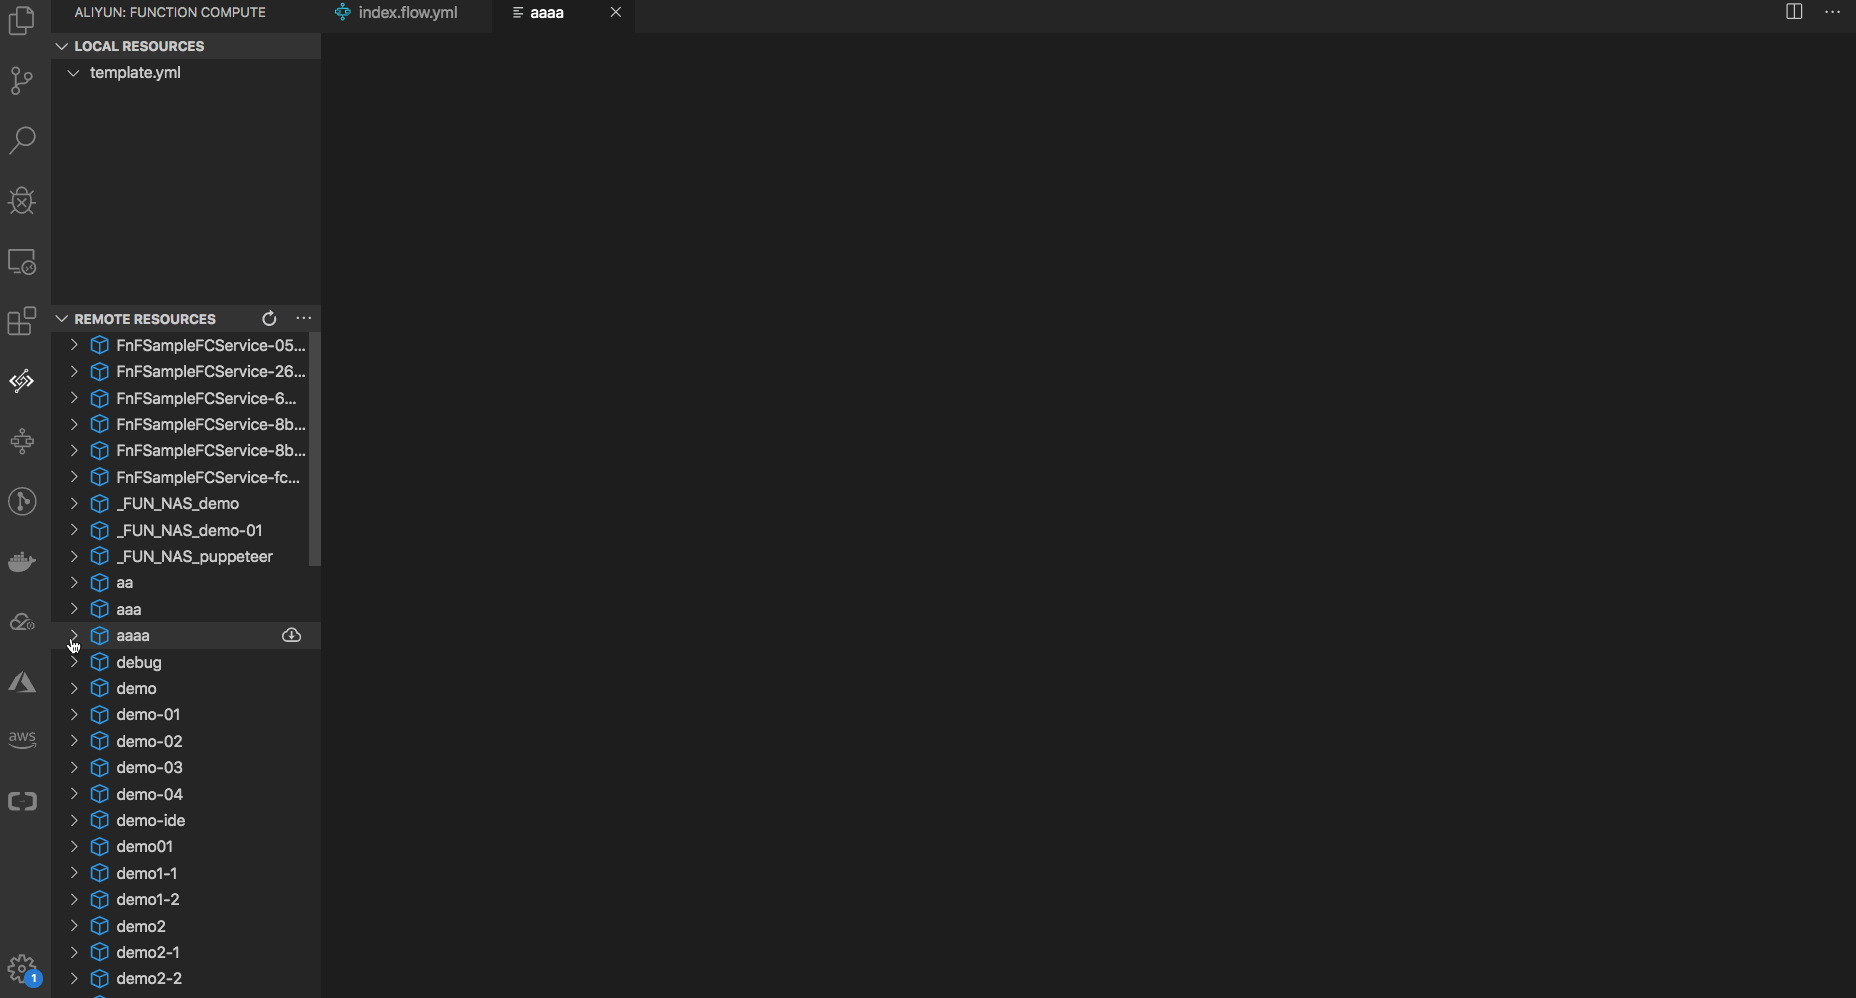 ALIYUN: FUNCTION COMPUTE
index.flow.yml
aaaa
LOCAL RESOURCES
template.yml
REMOTE RESOURCES
FnFSampleFCService-05...
FnFSampleFCService-26...
FnFSampleFCService-6...
FnFSampleFCService-8b...
FnFSampleFCService-8b...
FnFSampleFCService-fc...
_FUN_NAS_demo
_FUN_NAS_demo-01
_FUN_NAS_puppeteer
aa
aaa
aaaa
debug
demo
demo-01
demo-02
demo-03
demo-04
demo-ide
demo01
demo1-1
demo1-2
demo2
demo2-1
demo2-2
aws
1